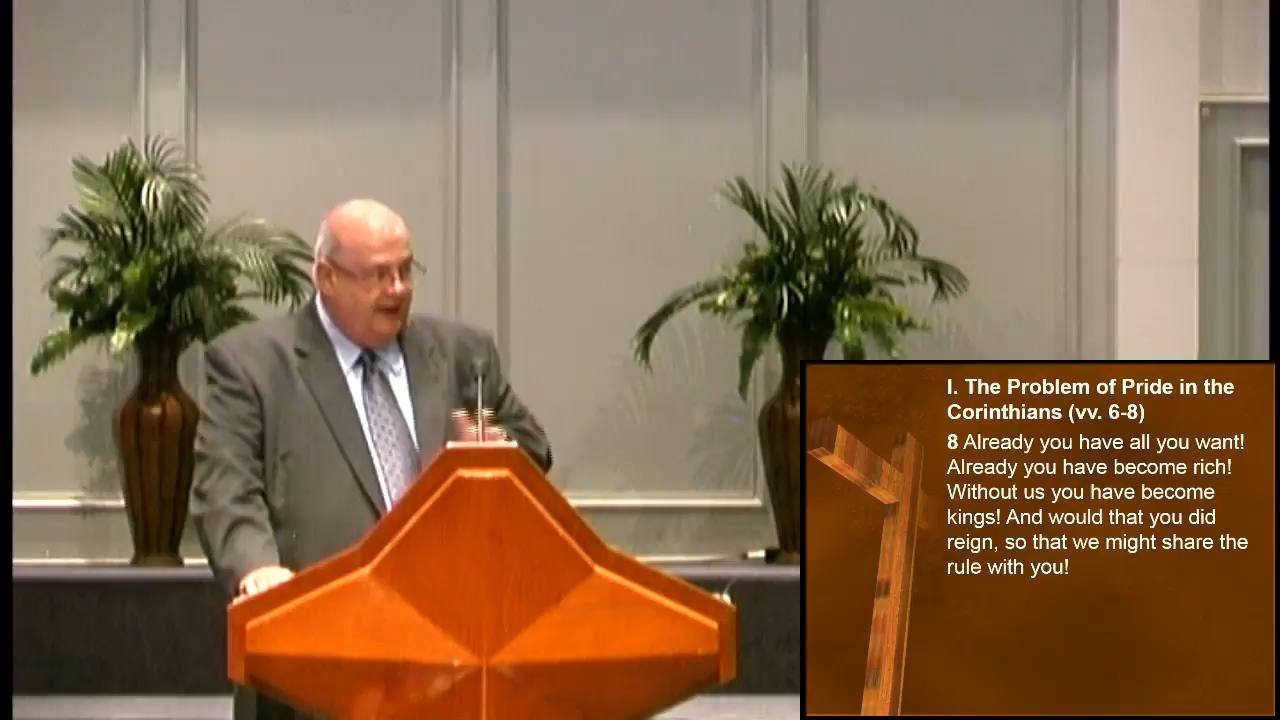 I. The Problem of Pride in the
Corinthians (vv. 6-8)
8 Already you have all you want!
Already you have become rich!
Without us you have become
kings! And would that you did
reign, so that we might share the
rule with you!